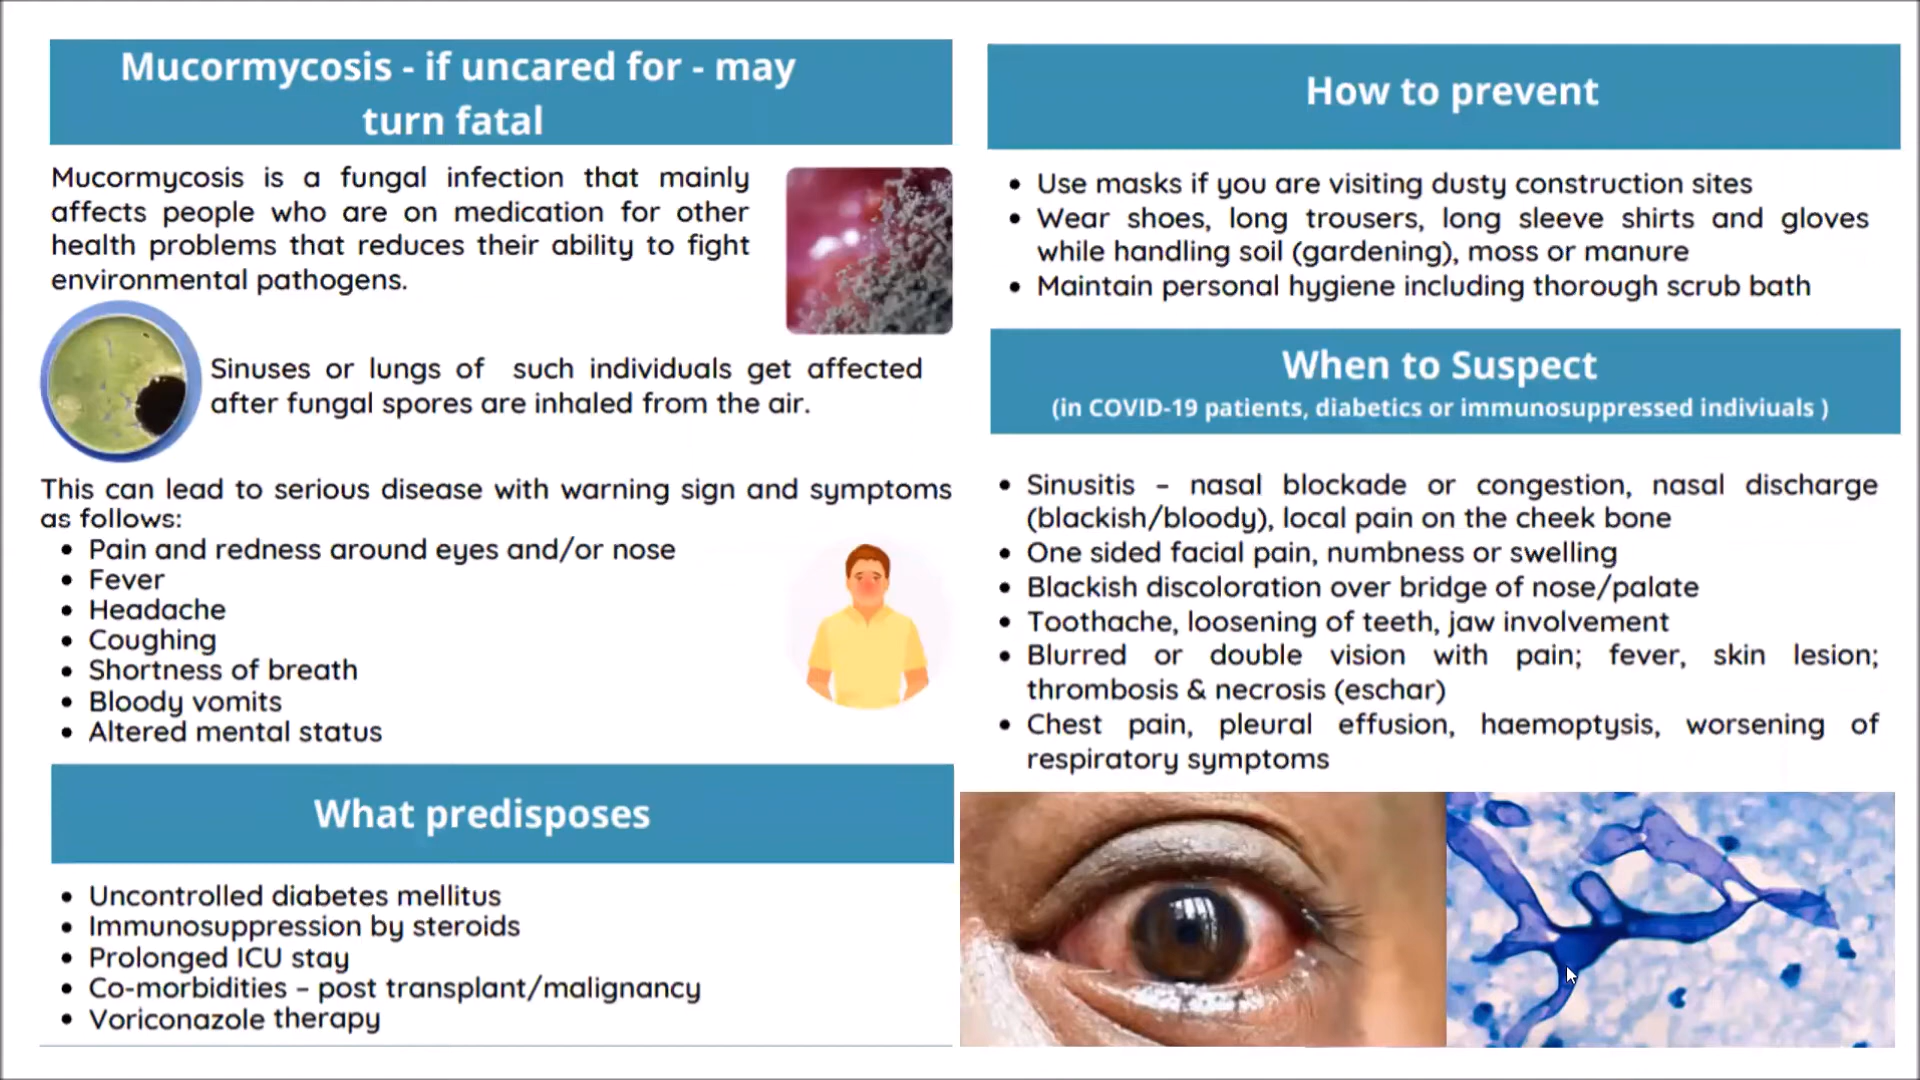 Mucormycosis - if uncared for - may
turn fatal
Mucormycosis is a fungal infection that mainly
affects people who are on medication for other
health problems that reduces their ability to fight
environmental pathogens.
Sinuses or lungs of such individuals get affected
after fungal spores are inhaled from the air.
This can lead to serious disease with warning sign and symptoms
as follows:
• Pain and redness around eyes and/or nose
• Fever
• Headache
• Coughing
• Shortness of breath
• Bloody vomits
• Altered mental status
What predisposes
• Uncontrolled diabetes mellitus
• Immunosuppression by steroids
• Prolonged ICU stay
• Co-morbidities – post transplant/malignancy
• Voriconazole therapy
How to prevent
• Use masks if you are visiting dusty construction sites
• Wear shoes, long trousers, long sleeve shirts and gloves
while handling soil (gardening), moss or manure
• Maintain personal hygiene including thorough scrub bath
When to Suspect
(in COVID-19 patients, diabetics or immunosuppressed indiviuals )
• Sinusitis – nasal blockade or congestion, nasal discharge
(blackish/bloody), local pain on the cheek bone
• One sided facial pain, numbness or swelling
• Blackish discoloration over bridge of nose/palate
• Toothache, loosening of teeth, jaw involvement
• Blurred or double vision with pain; fever, skin lesion;
thrombosis & necrosis (eschar)
• Chest pain, pleural effusion, haemoptysis, worsening of
respiratory symptoms